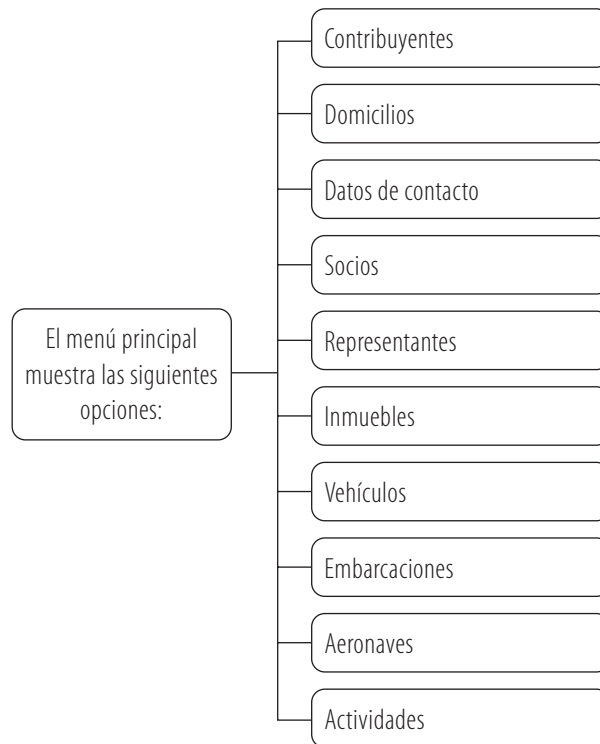 El menú principal
muestra las siguientes
opciones:
Contribuyentes
Domicilios
Datos de contacto
Socios
Representantes
Inmuebles
Vehículos
Embarcaciones
Aeronaves
Actividades